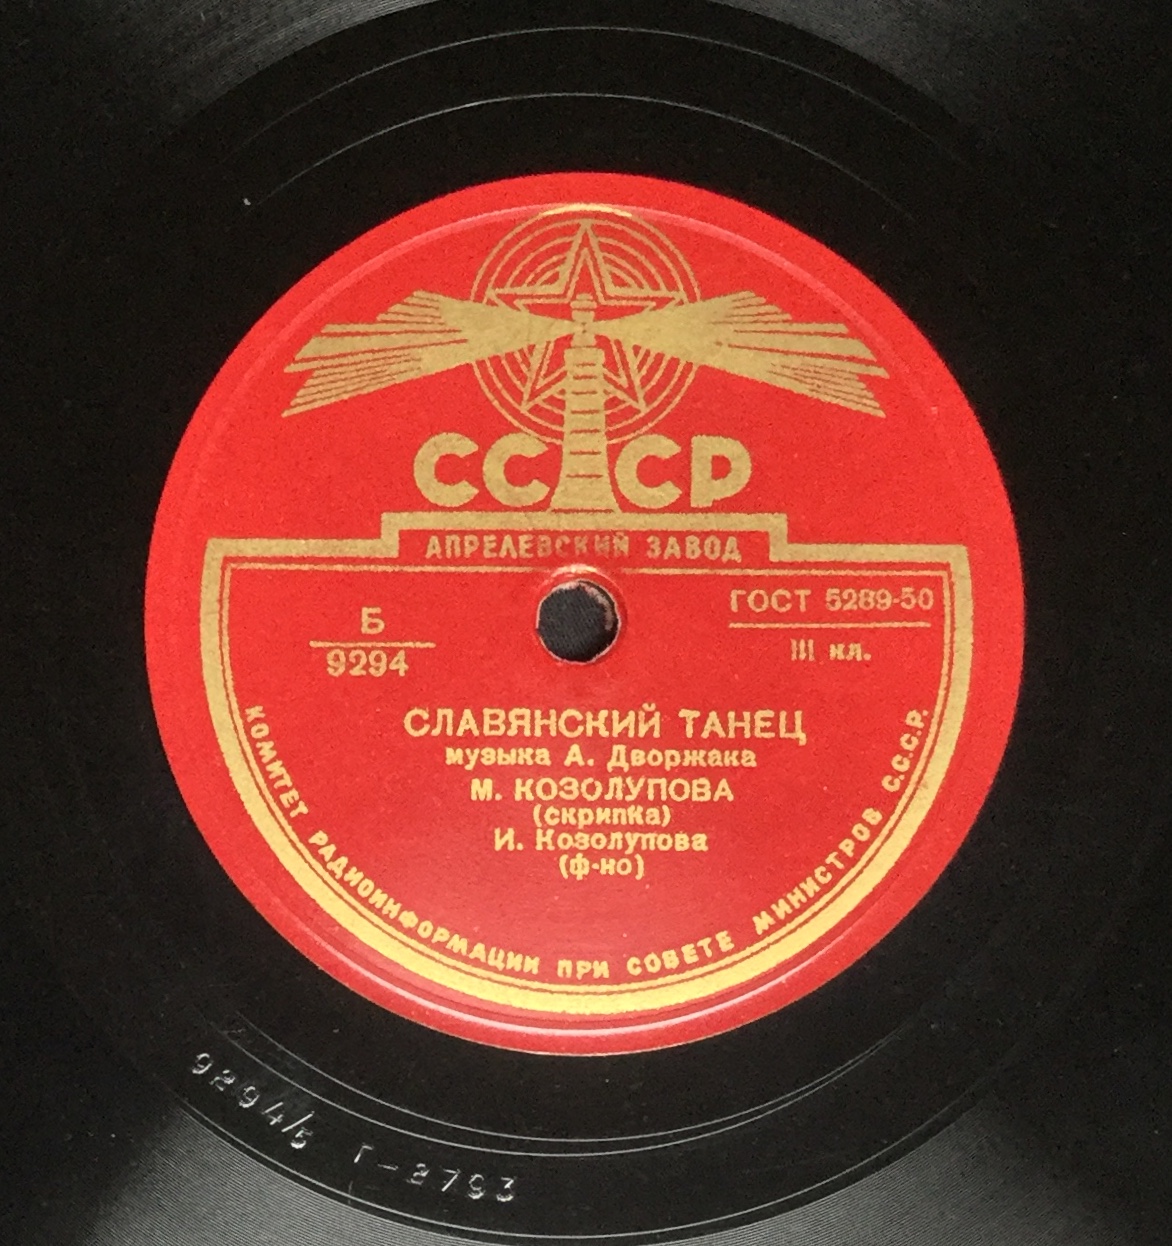 СССР
АПРЕЛЕВСКИЙ ЗАВОД
Б
9294
ГОСТ 5289-50
III кл.
СЛАВЯНСКИЙ ТАНЕЦ
музыка А. Дворжака
М. КОЗОЛУПОВА
(скрипка)
И. Козолупова
(ф-но)
КОМИТЕТ РАДИОИНФОРМАЦИИ ПРИ СОВЕТЕ МИНИСТРОВ С.С.С.Р.
9294/5 Г-2793